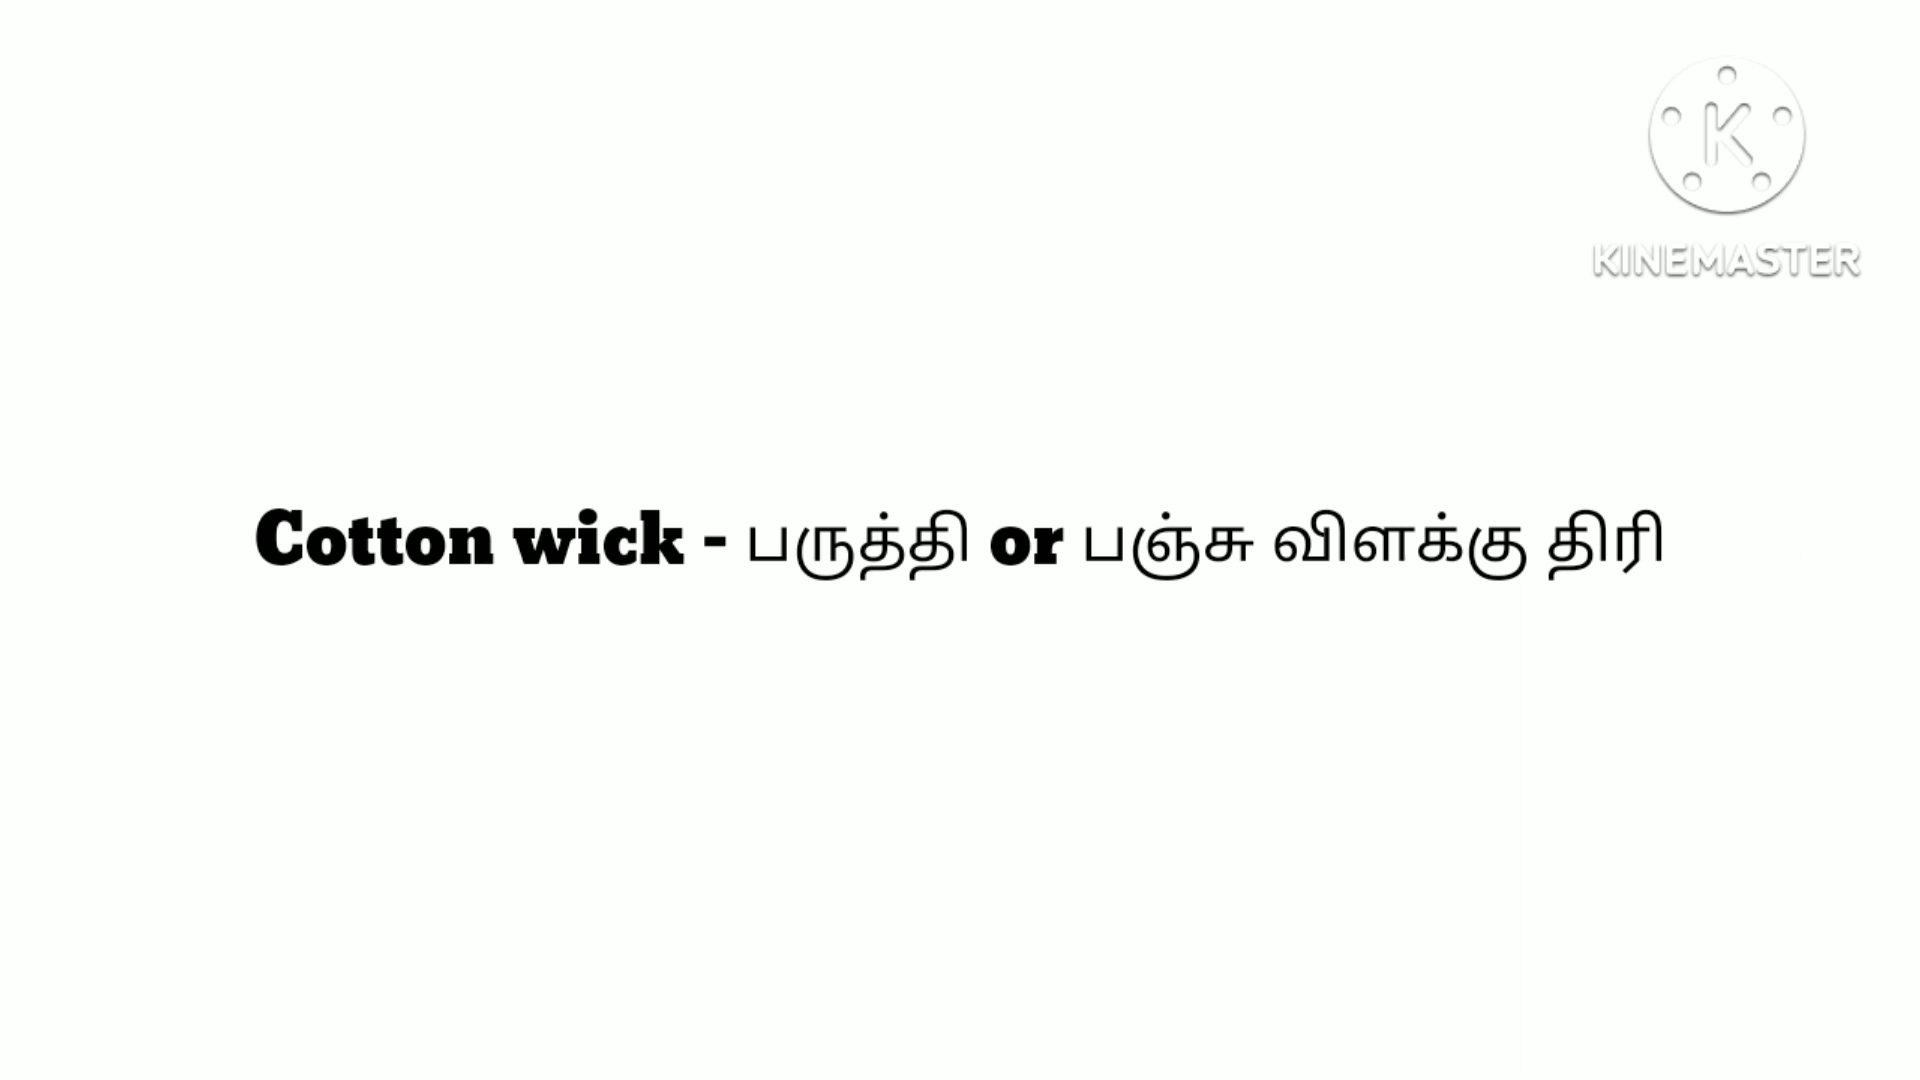 K
KINEMASTER
Cotton wick - பருத்தி or பஞ்சு விளக்கு திரி